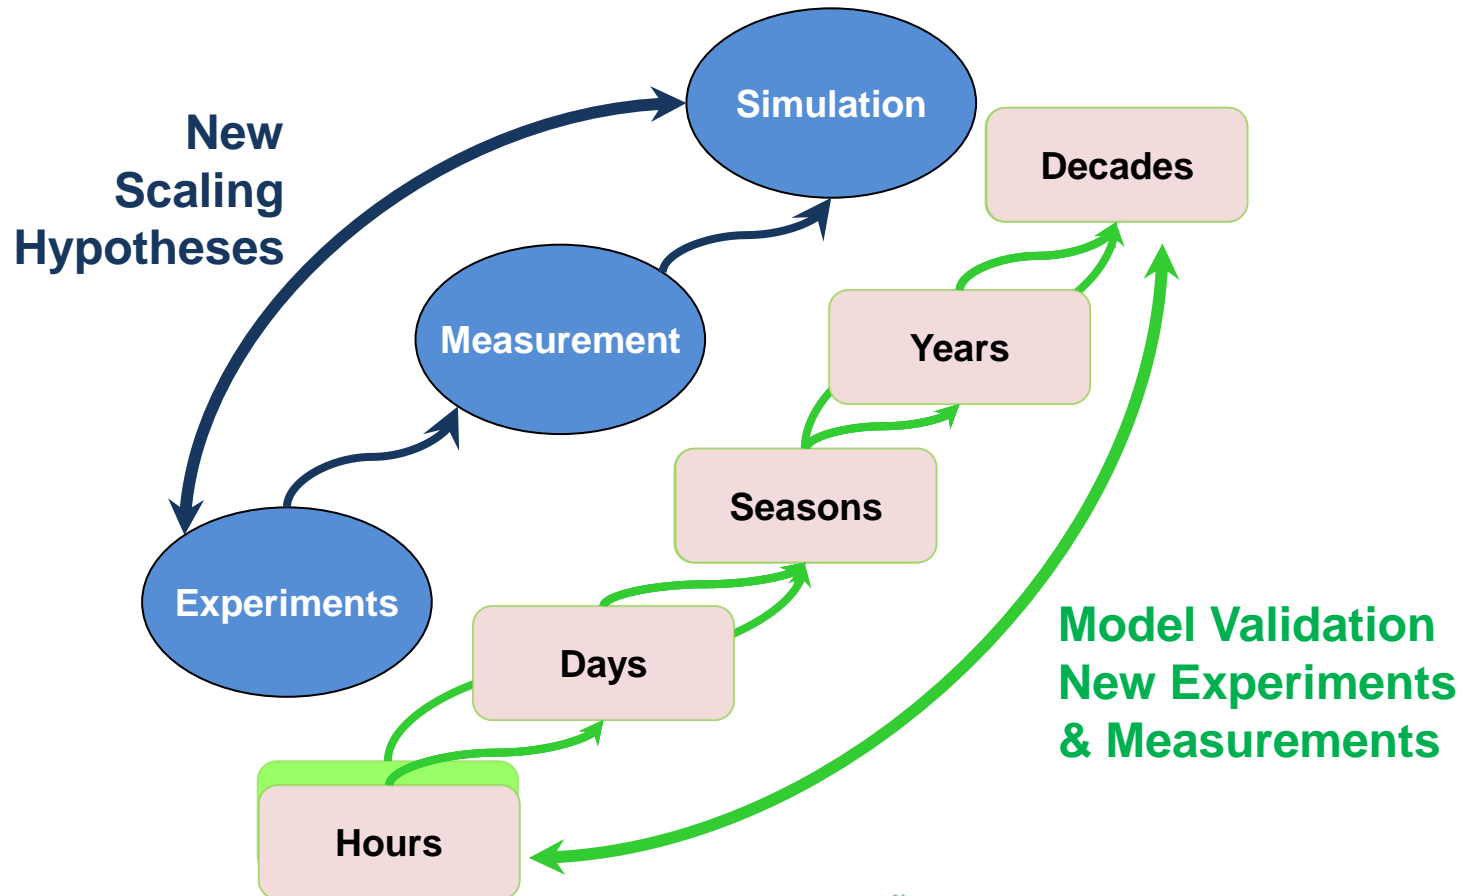 New
Scaling
Hypotheses
Simulation
Decades
Measurement
Years
Seasons
Experiments
Days
Hours
Model Validation
New Experiments
& Measurements